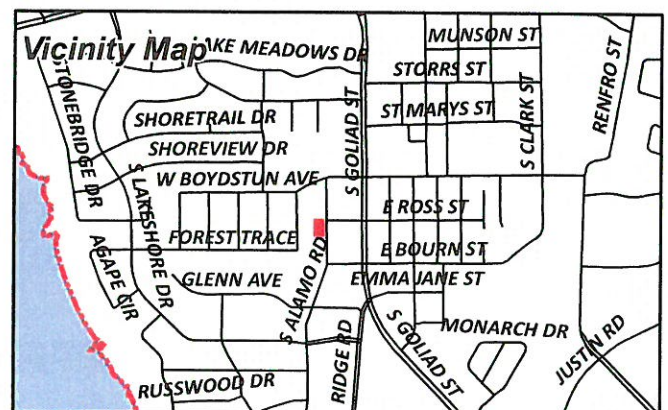 Vicinity Map
AKE MEADOWS DR
MUNSON ST
STORRS ST
ST MARYS ST
STONEBRIDGE DR
SHORETRAIL DR
SHOREVIEW DR
W BOYDSTUN AVE
S LAKESHORE DR
S GOLIAD ST
S CLARK ST
RENFRO ST
E ROSS ST
FOREST TRACE
E BOURN ST
AGAPE CIR
GLENN AVE
S ALAMO RD
EMMA JANE ST
S GOLIAD ST
MONARCH DR
JUSTIN RD
RIDGE RD
RUSSWOOD DR